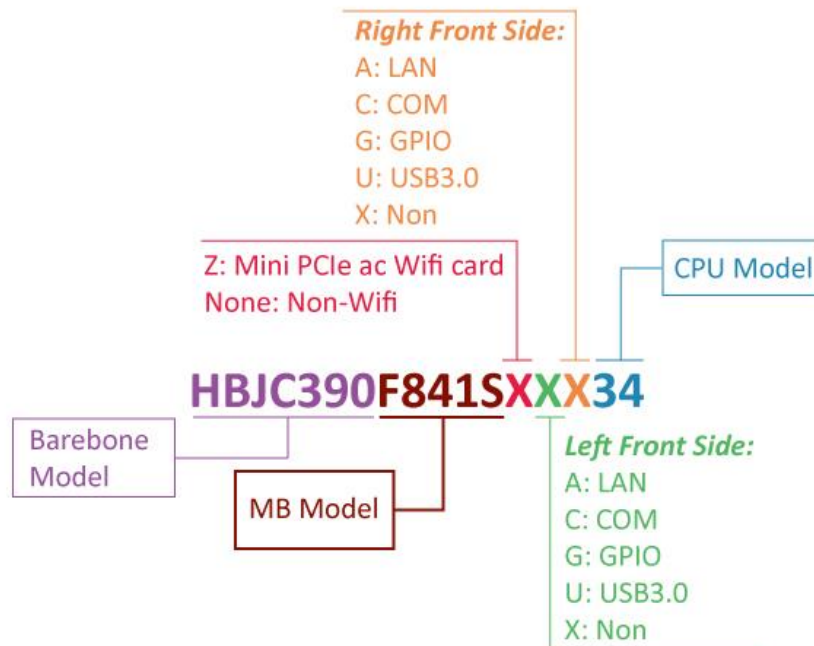 Right Front Side:
A: LAN
C: COM
G: GPIO
U: USB3.0
X: Non
Z: Mini PCIe ac Wifi card
None: Non-Wifi
CPU Model
HBJC390F841SXXX34
Barebone
Model
MB Model
Left Front Side:
A: LAN
C: COM
G: GPIO
U: USB3.0
X: Non